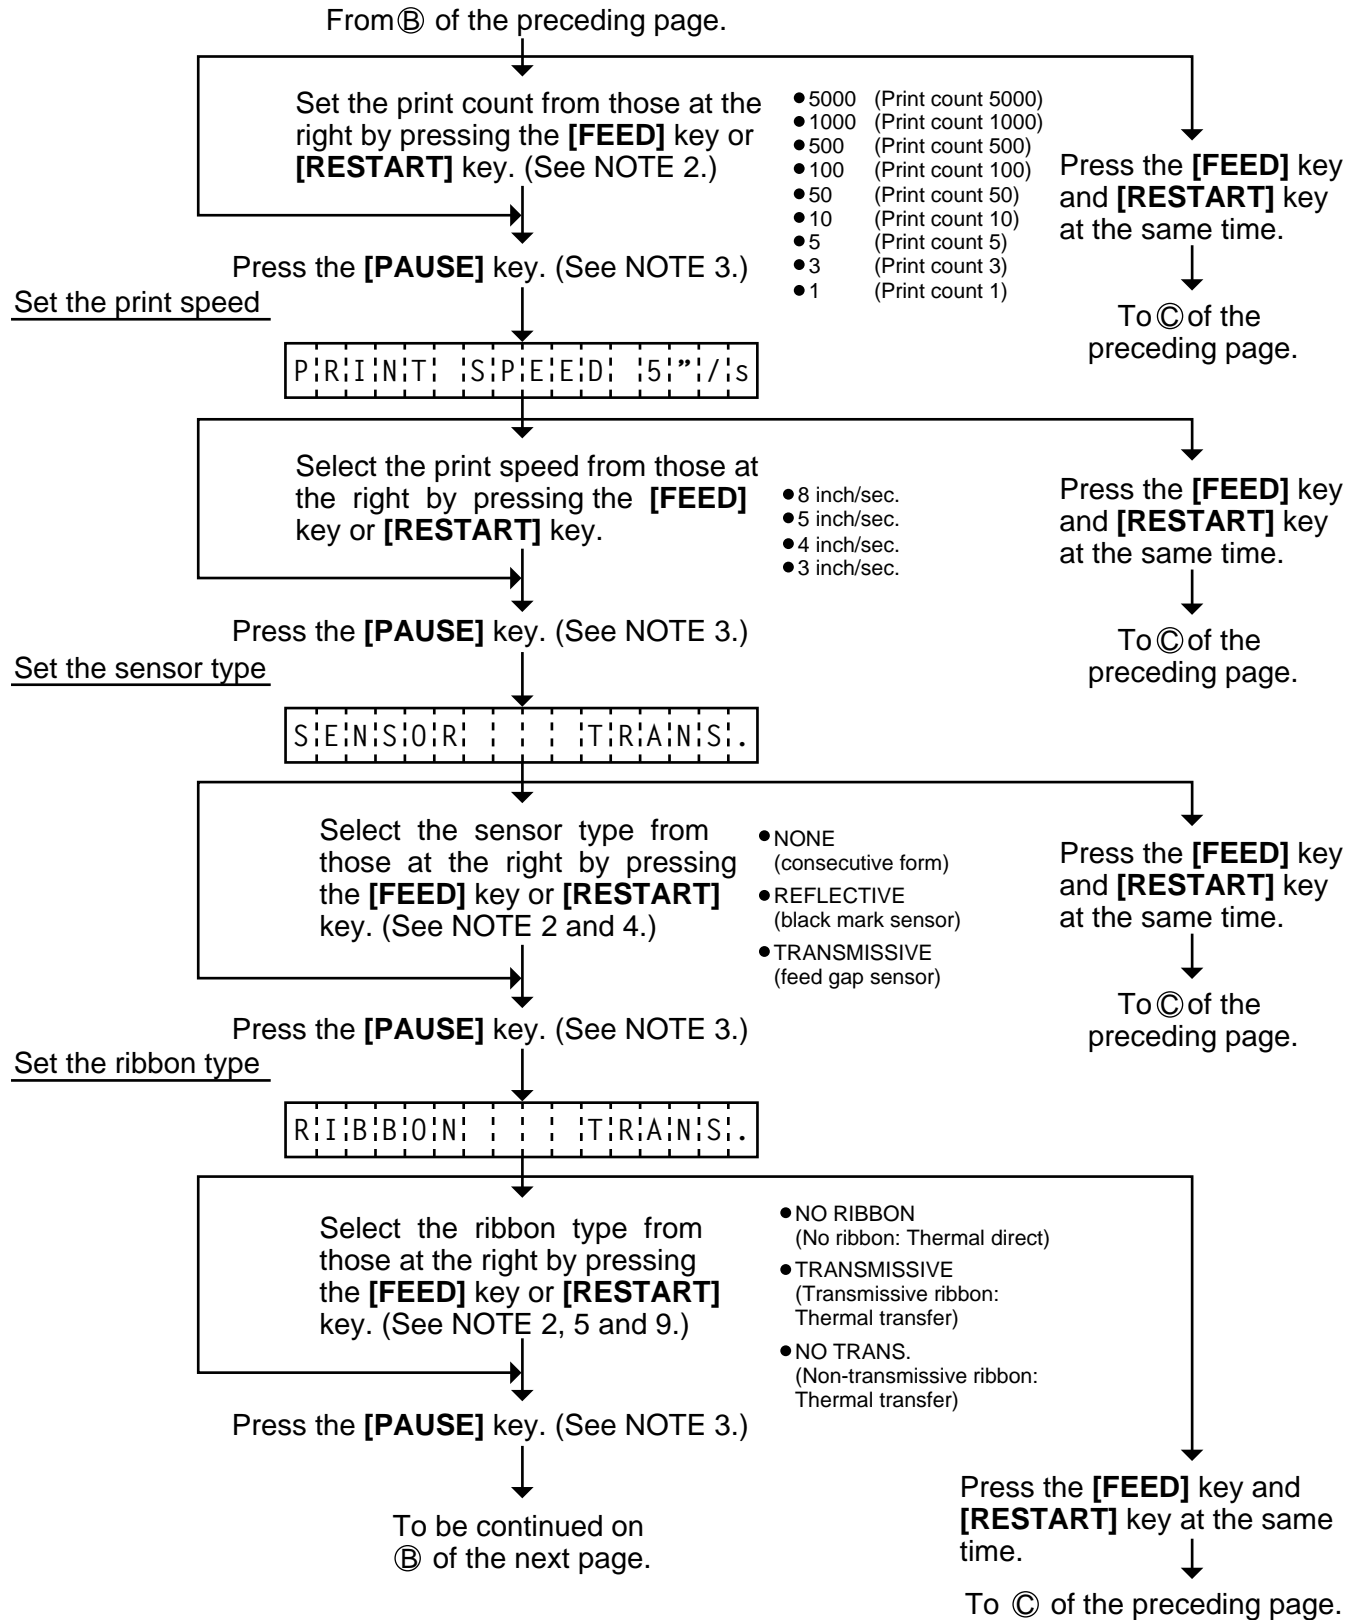 From Ⓑ of the preceding page.
Set the print count from those at the
right by pressing the [FEED] key or
[RESTART] key. (See NOTE 2.)
●5000 (Print count 5000)
●1000 (Print count 1000)
●500 (Print count 500)
●100 (Print count 100)
●50 (Print count 50)
●10 (Print count 10)
●5 (Print count 5)
●3 (Print count 3)
●1 (Print count 1)
Press the [FEED] key
and [RESTART] key
at the same time.
To Ⓒ of the
preceding page.
Press the [PAUSE] key. (See NOTE 3.)
Set the print speed
PRINT SPEED 5”/s
Select the print speed from those at
the right by pressing the [FEED]
key or [RESTART] key.
●8 inch/sec.
●5 inch/sec.
●4 inch/sec.
●3 inch/sec.
Press the [FEED] key
and [RESTART] key
at the same time.
To Ⓒ of the
preceding page.
Press the [PAUSE] key. (See NOTE 3.)
Set the sensor type
SENSOR    TRANS.
Select the sensor type from
those at the right by pressing
the [FEED] key or [RESTART]
key. (See NOTE 2 and 4.)
●NONE
(consecutive form)
●REFLECTIVE
(black mark sensor)
●TRANSMISSIVE
(feed gap sensor)
Press the [FEED] key
and [RESTART] key
at the same time.
To Ⓒ of the
preceding page.
Press the [PAUSE] key. (See NOTE 3.)
Set the ribbon type
RIBBON    TRANS.
Select the ribbon type from
those at the right by pressing
the [FEED] key or [RESTART]
key. (See NOTE 2, 5 and 9.)
●NO RIBBON
(No ribbon: Thermal direct)
●TRANSMISSIVE
(Transmissive ribbon:
Thermal transfer)
●NO TRANS.
(Non-transmissive ribbon:
Thermal transfer)
Press the [PAUSE] key. (See NOTE 3.)
To be continued on
Ⓑ of the next page.
Press the [FEED] key and
[RESTART] key at the same
time.
To Ⓒ of the preceding page.